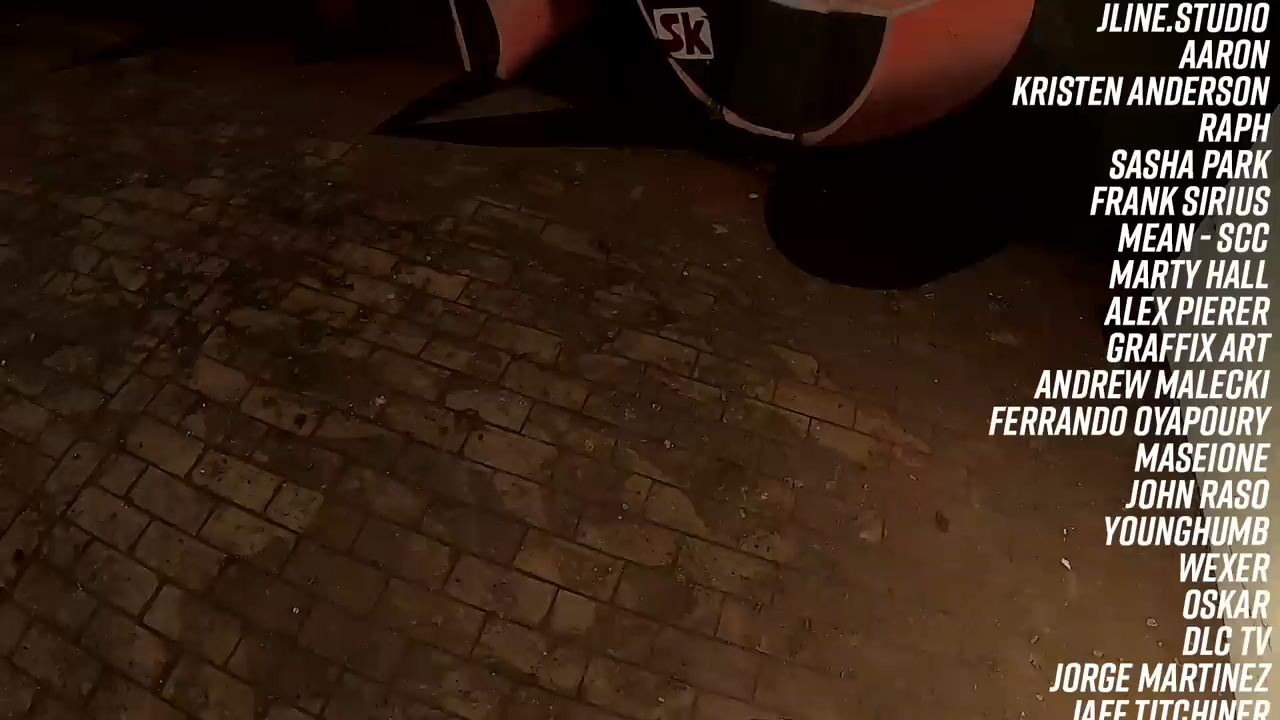 SK
JLINE.STUDIO
AARON
KRISTEN ANDERSON
RAPH
SASHA PARK
FRANK SIRIUS
MEAN - SCC
MARTY HALL
ALEX PIERER
GRAFFIX ART
ANDREW MALECKI
FERRANDO OYAPOURY
MASEIONE
JOHN RASO
YOUNGHUMB
WEXER
OSKAR
DLC TV
JORGE MARTINEZ